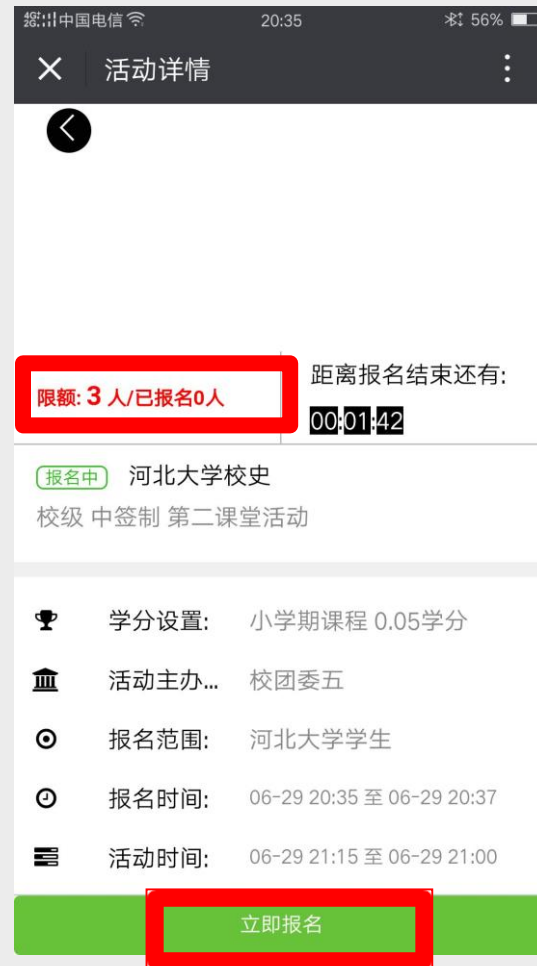 中国电信 20:35 56%
活动详情
限额: 3 人/已报名0人
距离报名结束还有:
00:01:42
报名中 河北大学校史
校级 中签制 第二课堂活动
学分设置: 小学期课程 0.05学分
活动主办... 校团委五
报名范围: 河北大学学生
报名时间: 06-29 20:35 至 06-29 20:37
活动时间: 06-29 21:15 至 06-29 21:00
立即报名